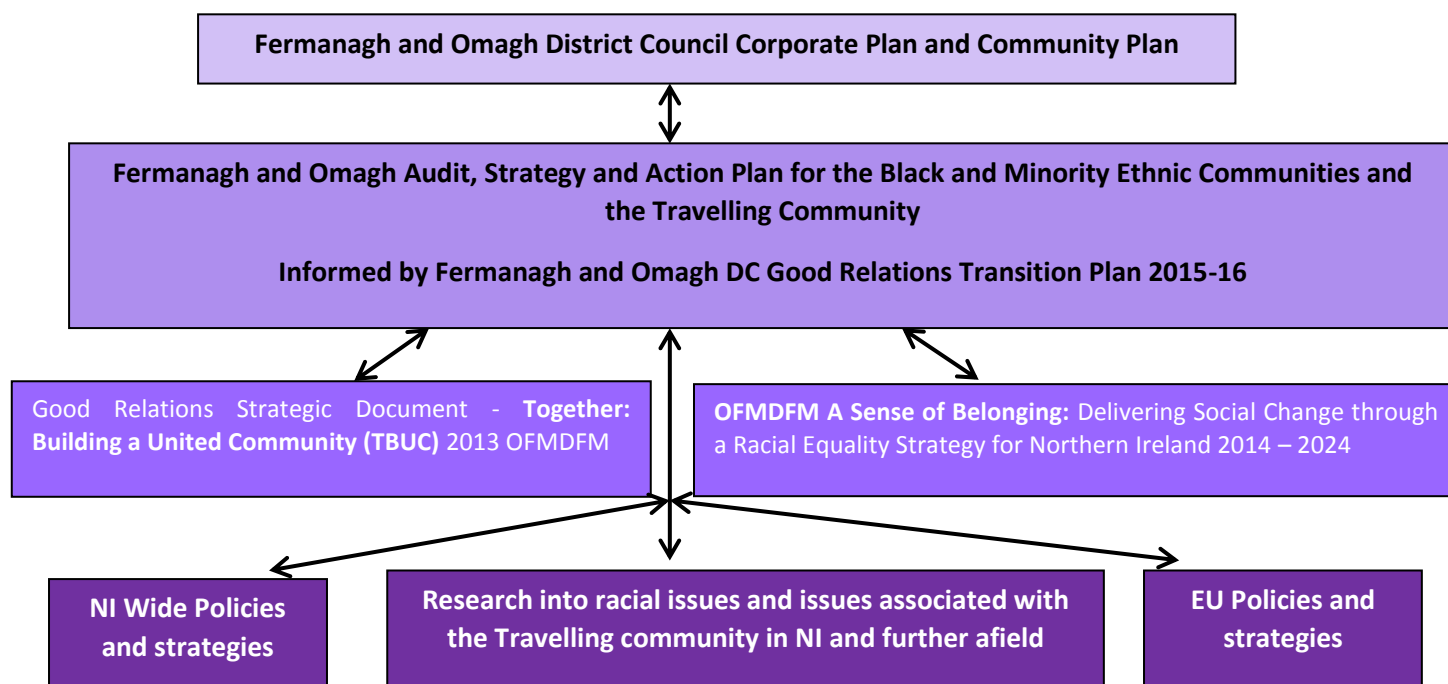 Fermanagh and Omagh District Council Corporate Plan and Community Plan
Fermanagh and Omagh Audit, Strategy and Action Plan for the Black and Minority Ethnic Communities and
the Travelling Community
Informed by Fermanagh and Omagh DC Good Relations Transition Plan 2015-16
Good Relations Strategic Document - Together:
Building a United Community (TBUC) 2013 OFMDFM
OFMDFM A Sense of Belonging: Delivering Social Change through
a Racial Equality Strategy for Northern Ireland 2014 – 2024
NI Wide Policies
and strategies
Research into racial issues and issues associated with
the Travelling community in NI and further afield
EU Policies and
strategies